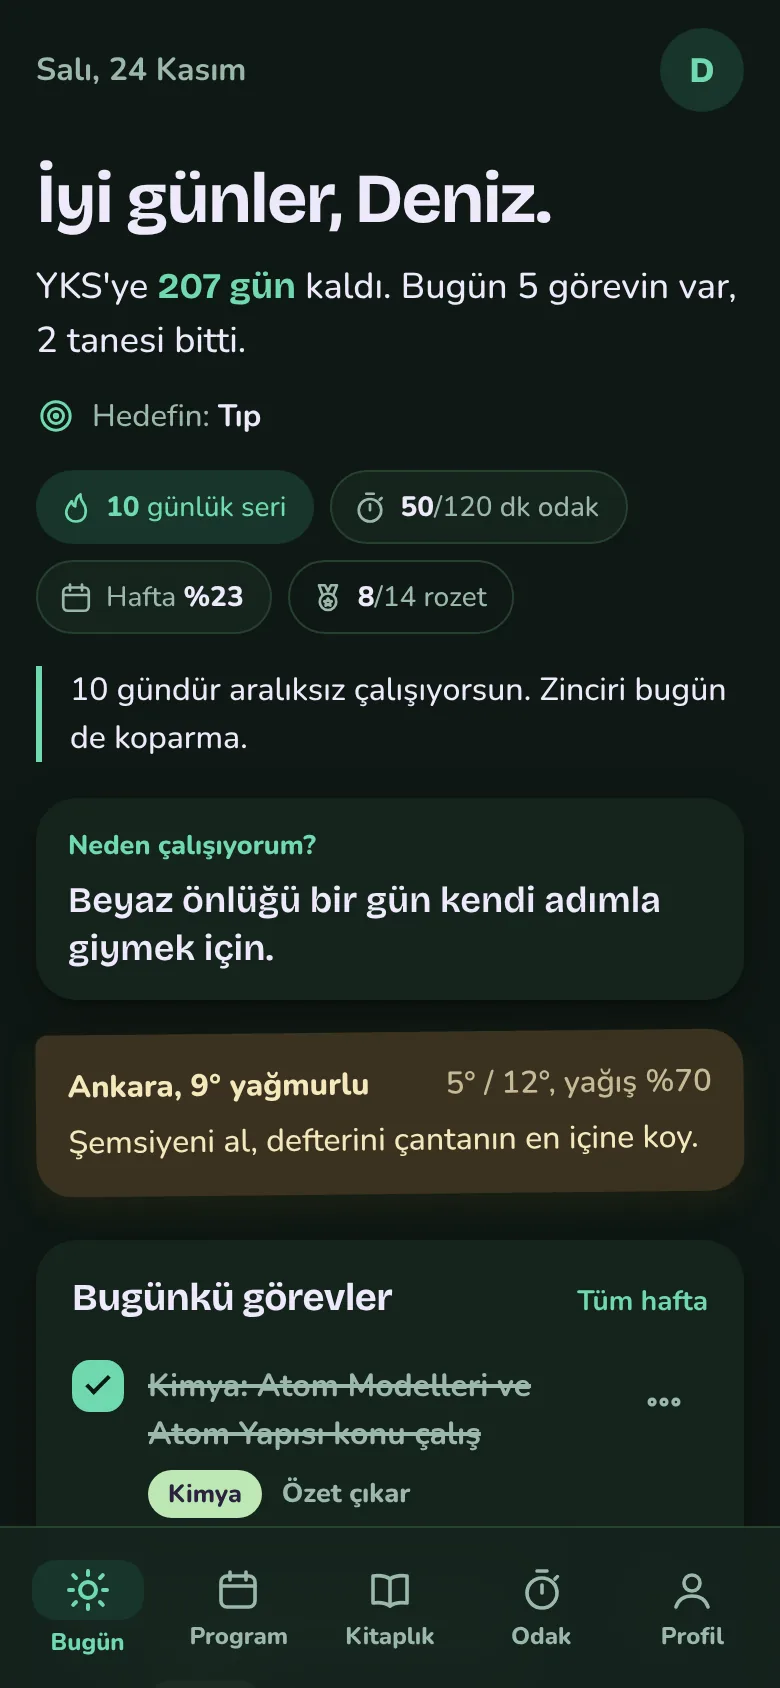 Salı, 24 Kasım
D
İyi günler, Deniz.
YKS'ye 207 gün kaldı. Bugün 5 görevin var,
2 tanesi bitti.
Hedefin: Tıp
10 günlük seri
50/120 dk odak
Hafta %23
8/14 rozet
10 gündür aralıksız çalışıyorsun. Zinciri bugün
de koparma.
Neden çalışıyorum?
Beyaz önlüğü bir gün kendi adımla
giymek için.
Ankara, 9° yağmurlu
5° / 12°, yağış %70
Şemsiyeni al, defterini çantanın en içine koy.
Bugünkü görevler
Tüm hafta
Kimya: Atom Modelleri ve
Atom Yapısı konu çalış
Kimya
Özet çıkar
Bugün
Program
Kitaplık
Odak
Profil